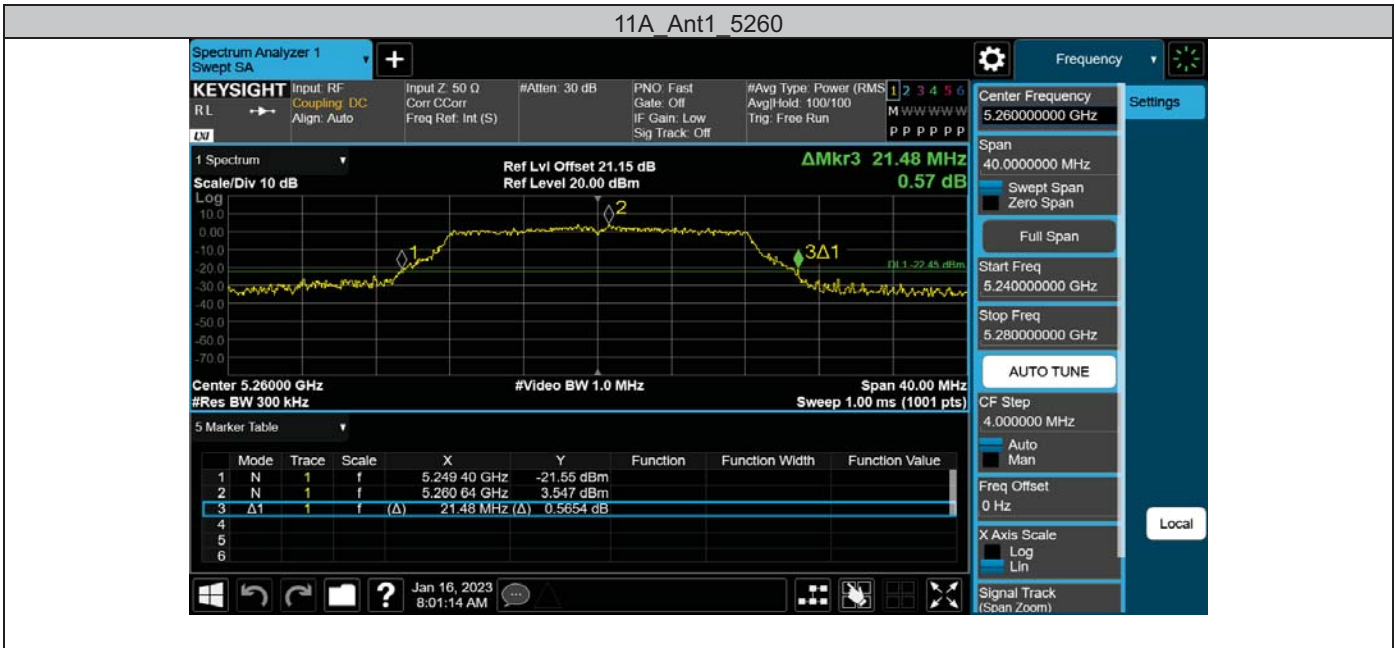 11A_Ant1_5260
Spectrum Analyzer 1
Swept SA
+
Frequency
KEYSIGHT
RL
LXI
Input: RF
Coupling: DC
Align: Auto
Input Z: 50 Ω
Corr CCorr
Freq Ref: Int (S)
#Atten: 30 dB
PNO: Fast
Gate: Off
IF Gain: Low
Sig Track: Off
#Avg Type: Power (RMS
Avg|Hold: 100/100
Trig: Free Run
1 2 3 4 5 6
M W W W W W
P P P P P P
1 Spectrum
Scale/Div 10 dB
Ref Lvl Offset 21.15 dB
Ref Level 20.00 dBm
ΔMkr3 21.48 MHz
0.57 dB
Log
10.0
0.00
-10.0
-20.0
-30.0
-40.0
-50.0
-60.0
-70.0
1
2
3Δ1
DL1 -22.45 dBm
Center 5.26000 GHz
#Res BW 300 kHz
#Video BW 1.0 MHz
Span 40.00 MHz
Sweep 1.00 ms (1001 pts)
5 Marker Table
Mode Trace Scale X Y Function Function Width Function Value
1 N 1 f 5.249 40 GHz -21.55 dBm
2 N 1 f 5.260 64 GHz 3.547 dBm
3 Δ1 1 f (Δ) 21.48 MHz (Δ) 0.5654 dB
4
5
6
?
Jan 16, 2023
8:01:14 AM
Center Frequency
5.260000000 GHz
Settings
Span
40.0000000 MHz
Swept Span
Zero Span
Full Span
Start Freq
5.240000000 GHz
Stop Freq
5.280000000 GHz
AUTO TUNE
CF Step
4.000000 MHz
Auto
Man
Freq Offset
0 Hz
Local
X Axis Scale
Log
Lin
Signal Track
(Span Zoom)